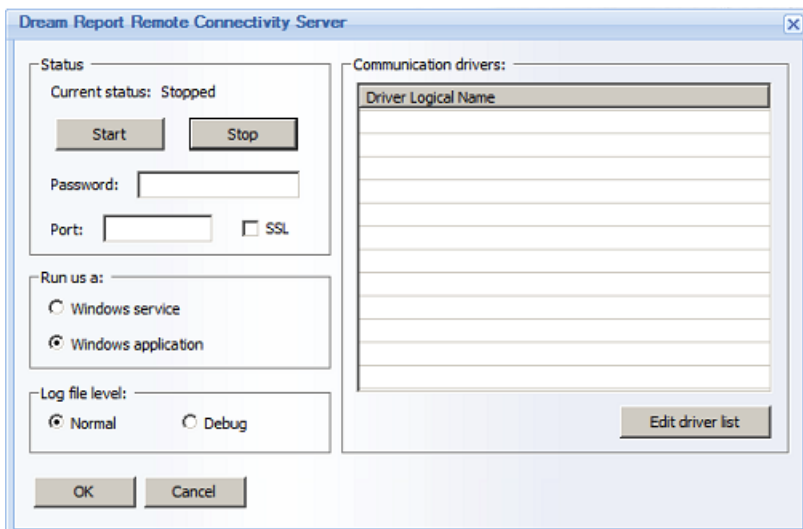 Dream Report Remote Connectivity Server
Status
Current status: Stopped
Start Stop
Password:
Port: SSL
Run us a:
Windows service
Windows application
Log file level:
Normal Debug
OK Cancel
Communication drivers:
Driver Logical Name
Edit driver list